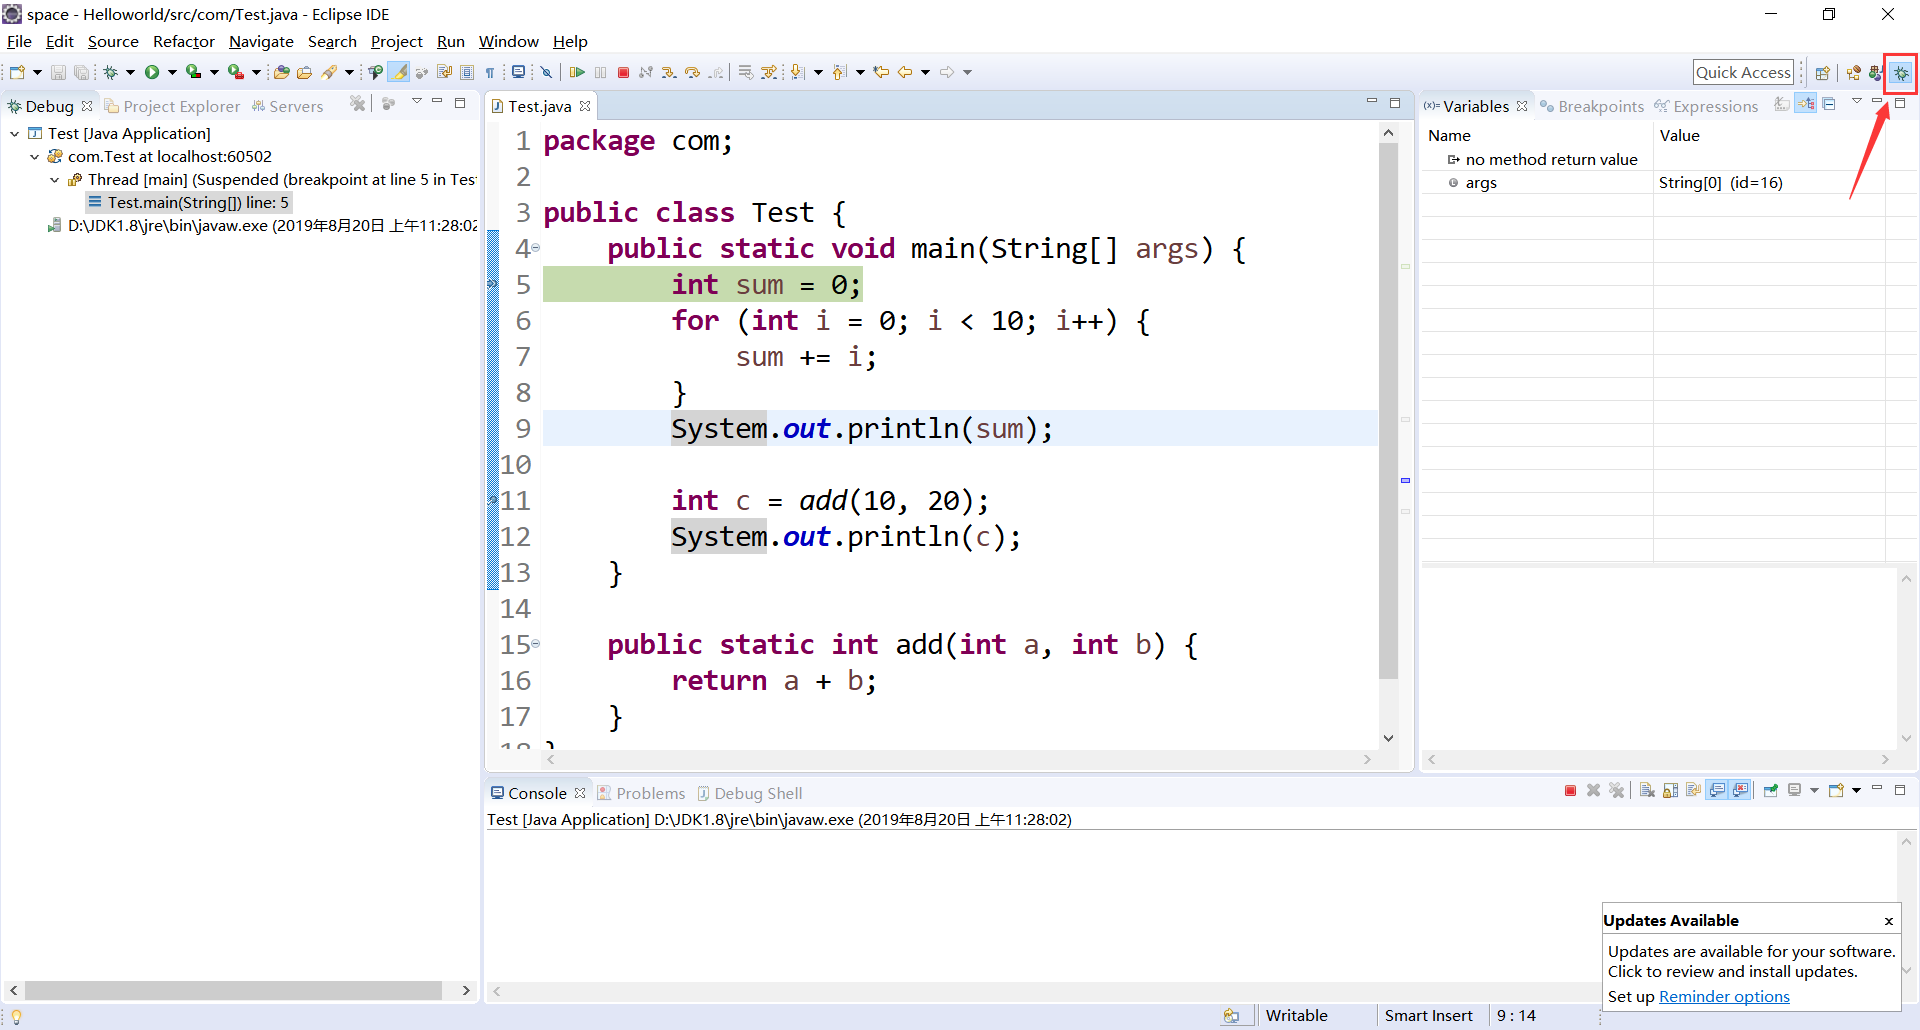 space - Helloworld/src/com/Test.java - Eclipse IDE
File Edit Source Refactor Navigate Search Project Run Window Help
Quick Access
Debug Project Explorer Servers
Test [Java Application]
com.Test at localhost:60502
Thread [main] (Suspended (breakpoint at line 5 in Tes
Test.main(String[]) line: 5
D:\JDK1.8\jre\bin\javaw.exe (2019年8月20日 上午11:28:02
Test.java
1 package com;
2
3 public class Test {
4 public static void main(String[] args) {
5 int sum = 0;
6 for (int i = 0; i < 10; i++) {
7 sum += i;
8 }
9 System.out.println(sum);
10
11 int c = add(10, 20);
12 System.out.println(c);
13 }
14
15 public static int add(int a, int b) {
16 return a + b;
17 }
18 }
(x)= Variables Breakpoints Expressions
Name Value
no method return value
args String[0] (id=16)
Console Problems Debug Shell
Test [Java Application] D:\JDK1.8\jre\bin\javaw.exe (2019年8月20日 上午11:28:02)
Updates Available x
Updates are available for your software.
Click to review and install updates.
Set up Reminder options
Writable Smart Insert 9 : 14